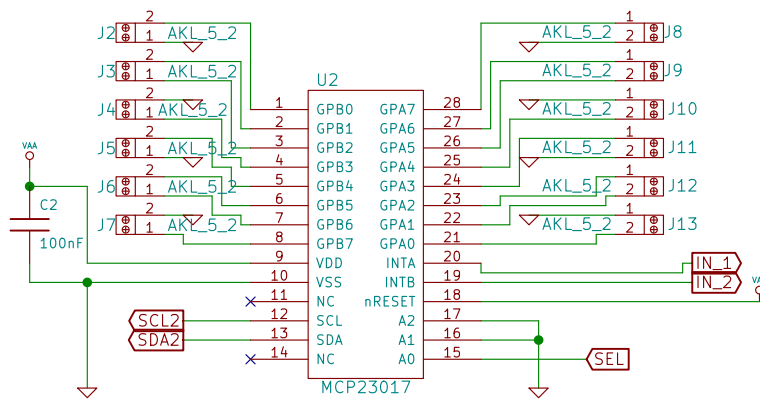 J2 2 1 AKL_5_2
J3 2 1 AKL_5_2
J4 2 1 AKL_5_2
J5 2 1 AKL_5_2
J6 2 1 AKL_5_2
J7 2 1 AKL_5_2
VAA
C2
100nF
SCL2
SDA2
U2
1 GPB0 GPA7 28
2 GPB1 GPA6 27
3 GPB2 GPA5 26
4 GPB3 GPA4 25
5 GPB4 GPA3 24
6 GPB5 GPA2 23
7 GPB6 GPA1 22
8 GPB7 GPA0 21
9 VDD INTA 20
10 VSS INTB 19
11 NC nRESET 18
12 SCL A2 17
13 SDA A1 16
14 NC A0 15
MCP23017
AKL_5_2 1 2 J8
AKL_5_2 1 2 J9
AKL_5_2 1 2 J10
AKL_5_2 1 2 J11
AKL_5_2 1 2 J12
AKL_5_2 1 2 J13
IN_1
IN_2
VA
SEL